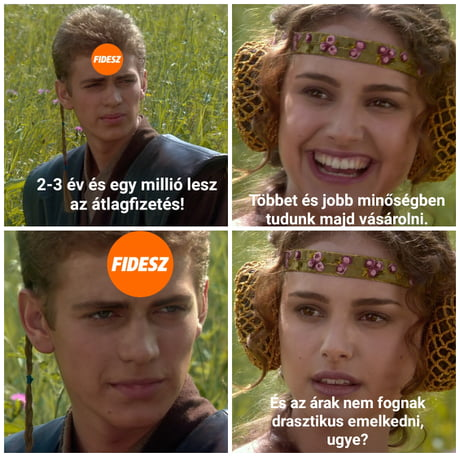 FIDESZ
2-3 év és egy millió lesz
az átlagfizetés!
Többet és jobb minőségben
tudunk majd vásárolni.
FIDESZ
És az árak nem fognak
drasztikus emelkedni,
ugye?